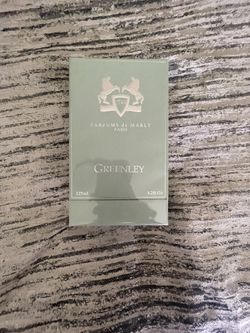 PARFUMS de MARLY
PARIS
GREENLEY
125ml
4.2fl.Oz